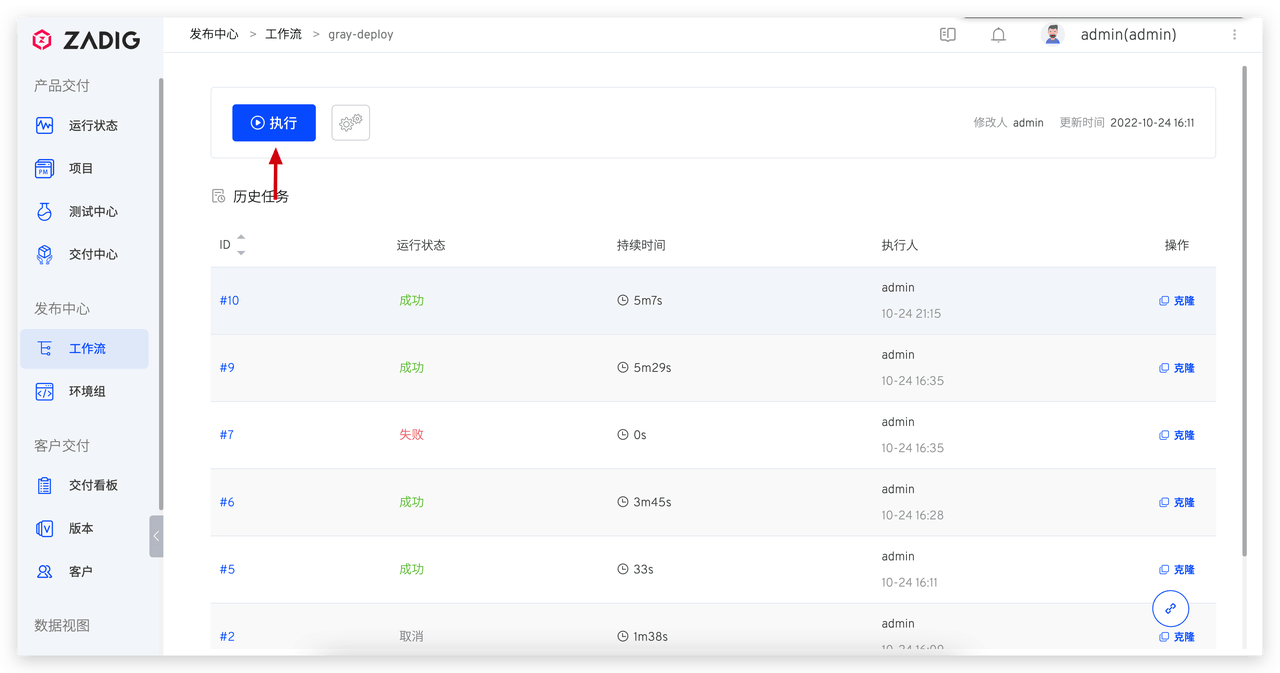 ZADIG
发布中心 > 工作流 > gray-deploy
admin(admin)
产品交付
运行状态
PM
项目
测试中心
交付中心
发布中心
工作流
环境组
客户交付
交付看板
版本
客户
数据视图
执行
修改人 admin 更新时间 2022-10-24 16:11
历史任务
ID 运行状态 持续时间 执行人 操作
#10 成功 5m7s admin 克隆
10-24 21:15
#9 成功 5m29s admin 克隆
10-24 16:35
#7 失败 0s admin 克隆
10-24 16:35
#6 成功 3m45s admin 克隆
10-24 16:28
#5 成功 33s admin 克隆
10-24 16:11
#2 取消 1m38s admin 克隆